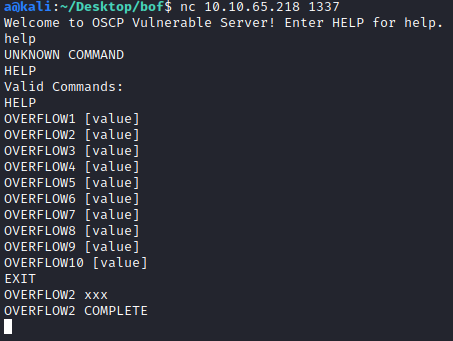 a@kali:~/Desktop/bof$ nc 10.10.65.218 1337
Welcome to OSCP Vulnerable Server! Enter HELP for help.
help
UNKNOWN COMMAND
HELP
Valid Commands:
HELP
OVERFLOW1 [value]
OVERFLOW2 [value]
OVERFLOW3 [value]
OVERFLOW4 [value]
OVERFLOW5 [value]
OVERFLOW6 [value]
OVERFLOW7 [value]
OVERFLOW8 [value]
OVERFLOW9 [value]
OVERFLOW10 [value]
EXIT
OVERFLOW2 xxx
OVERFLOW2 COMPLETE